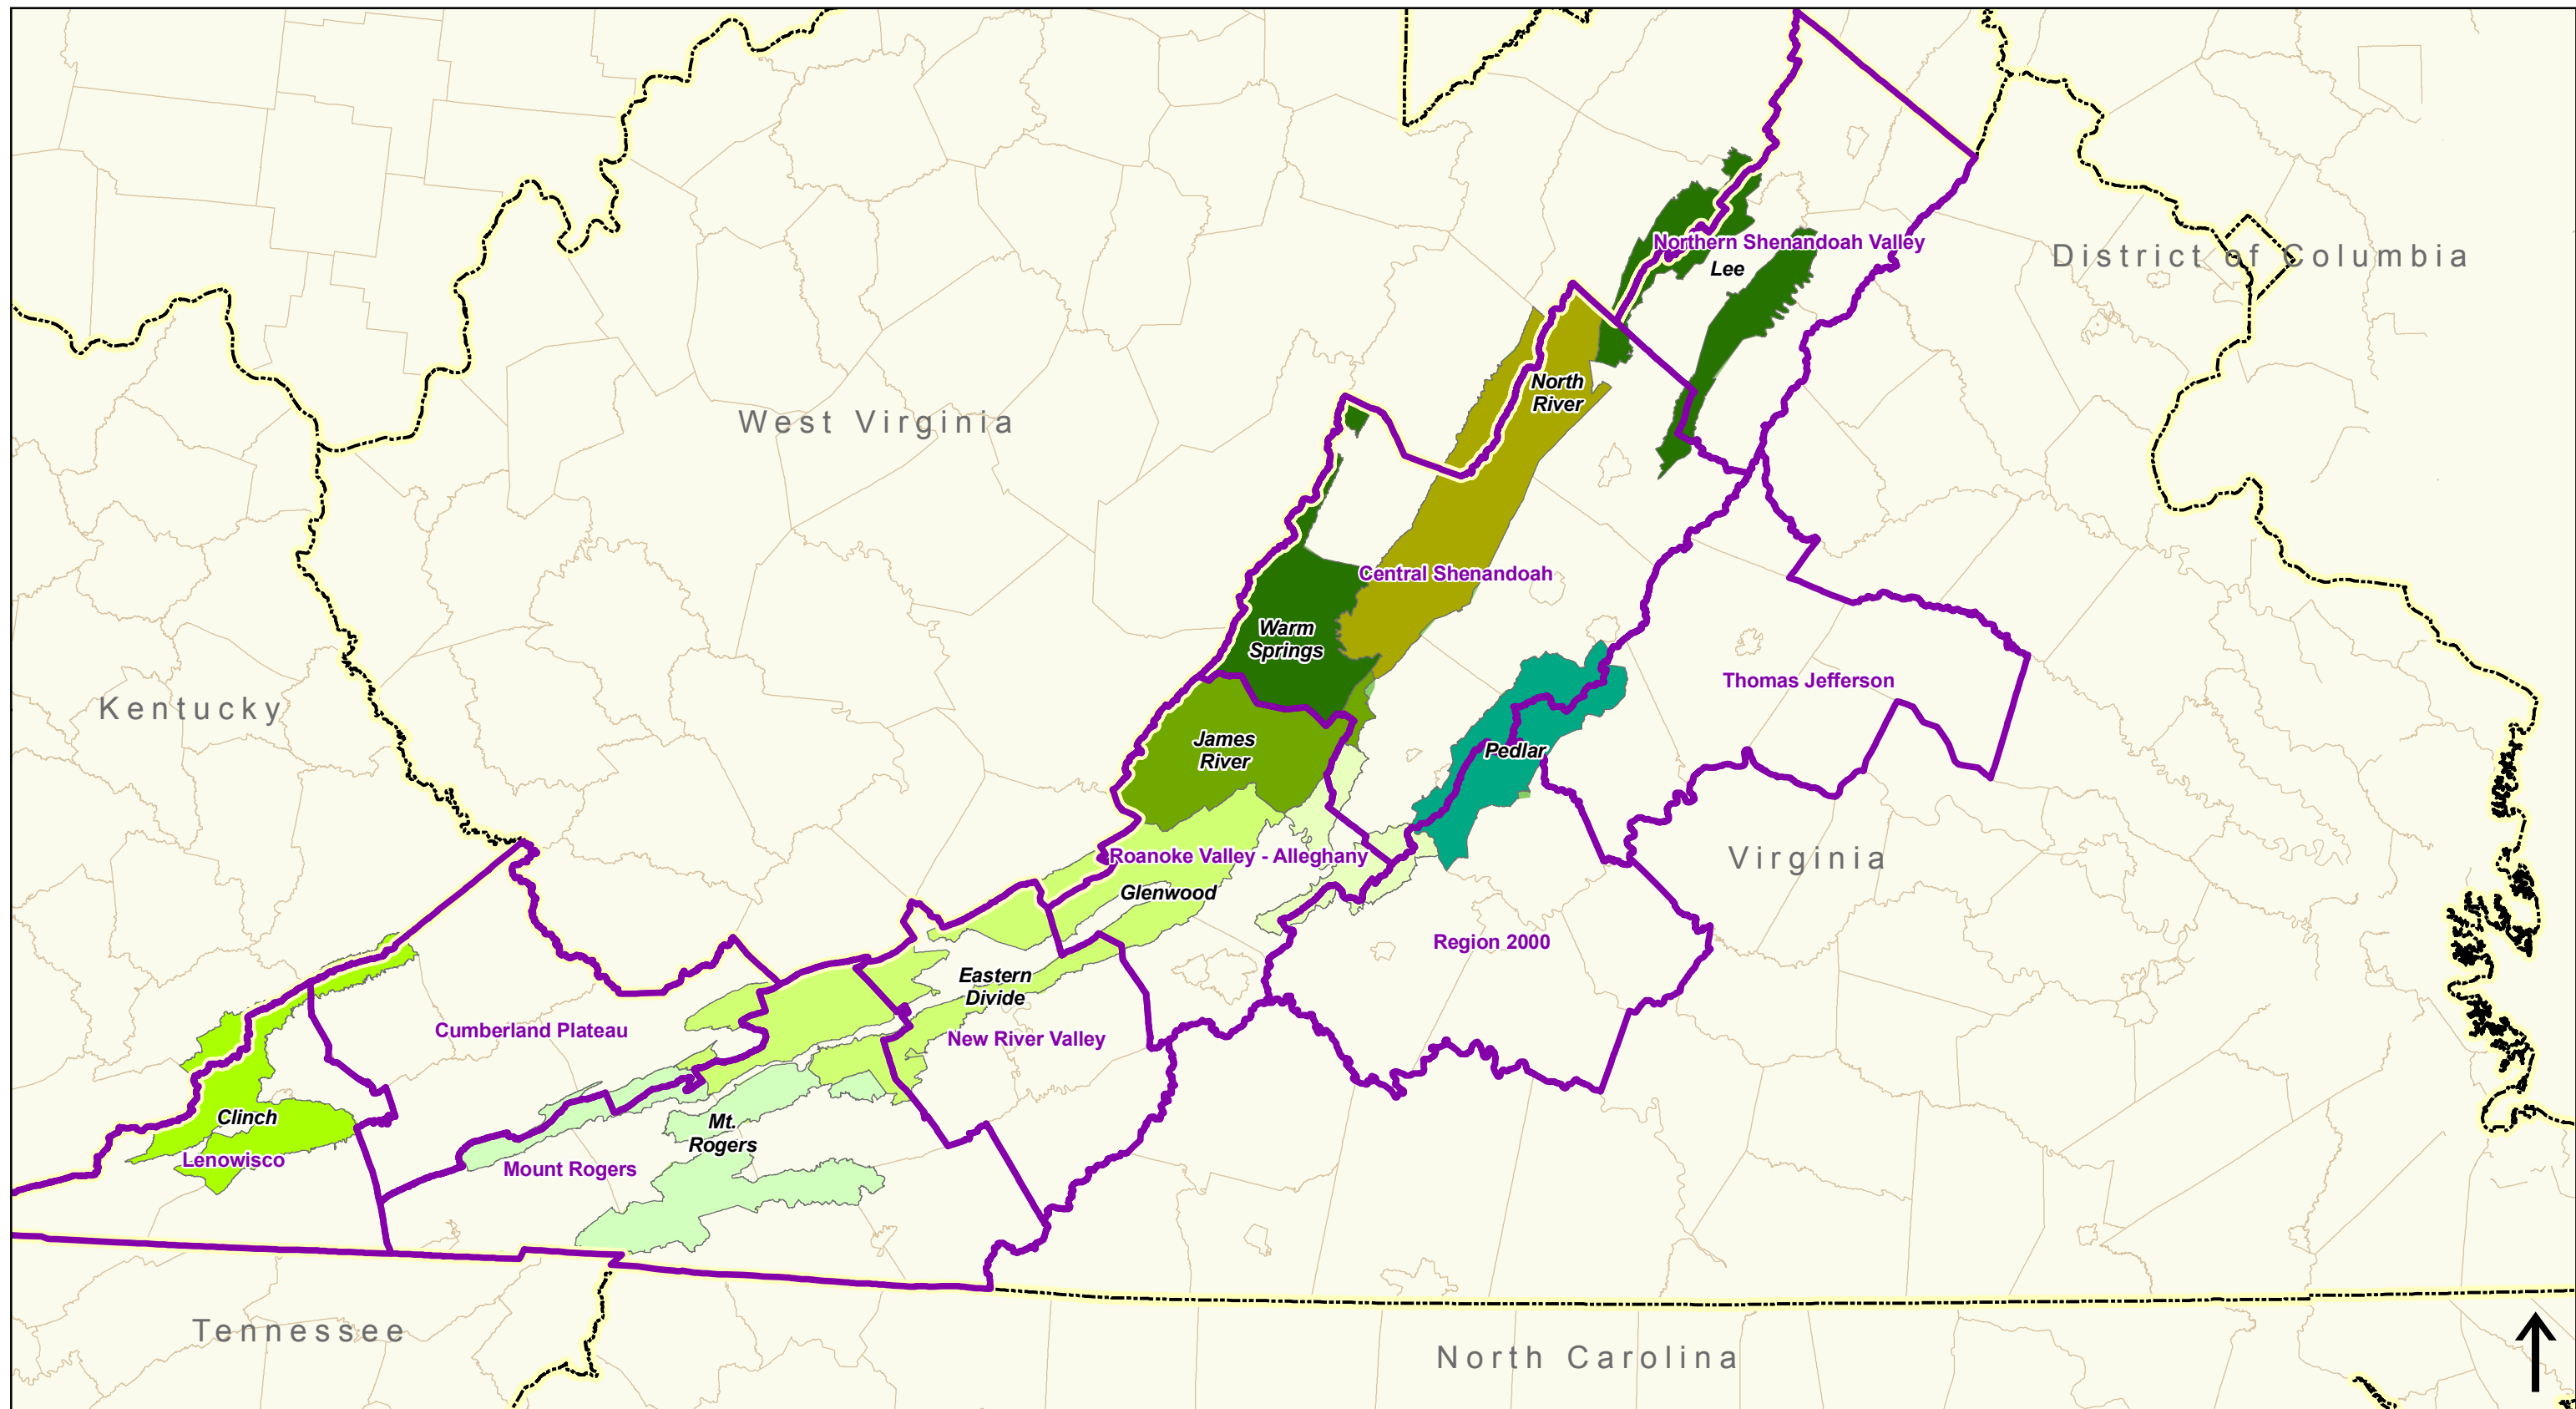 Northern Shenandoah Valley
Lee
District of Columbia
North
River
West Virginia
Central Shenandoah
Warm
Springs
Thomas Jefferson
Kentucky
James
River
Pedlar
Roanoke Valley - Alleghany
Virginia
Glenwood
Region 2000
Eastern
Divide
Cumberland Plateau
New River Valley
Clinch
Mt.
Rogers
Lenowisco
Mount Rogers
Tennessee
North Carolina